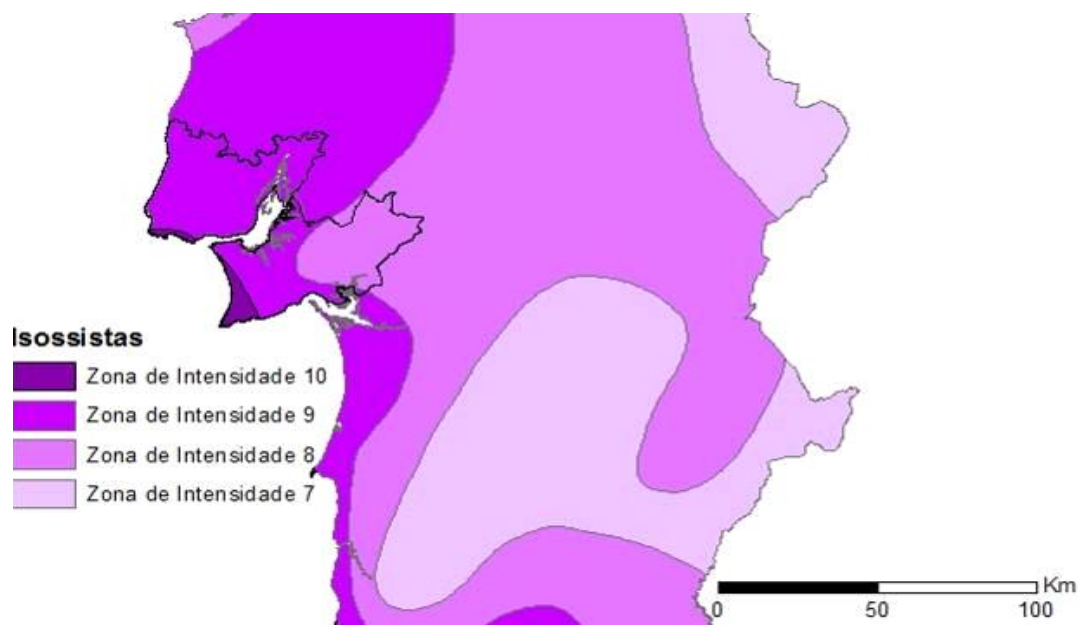 Isossistas
Zona de Intensidade 10
Zona de Intensidade 9
Zona de Intensidade 8
Zona de Intensidade 7
Km
0 50 100